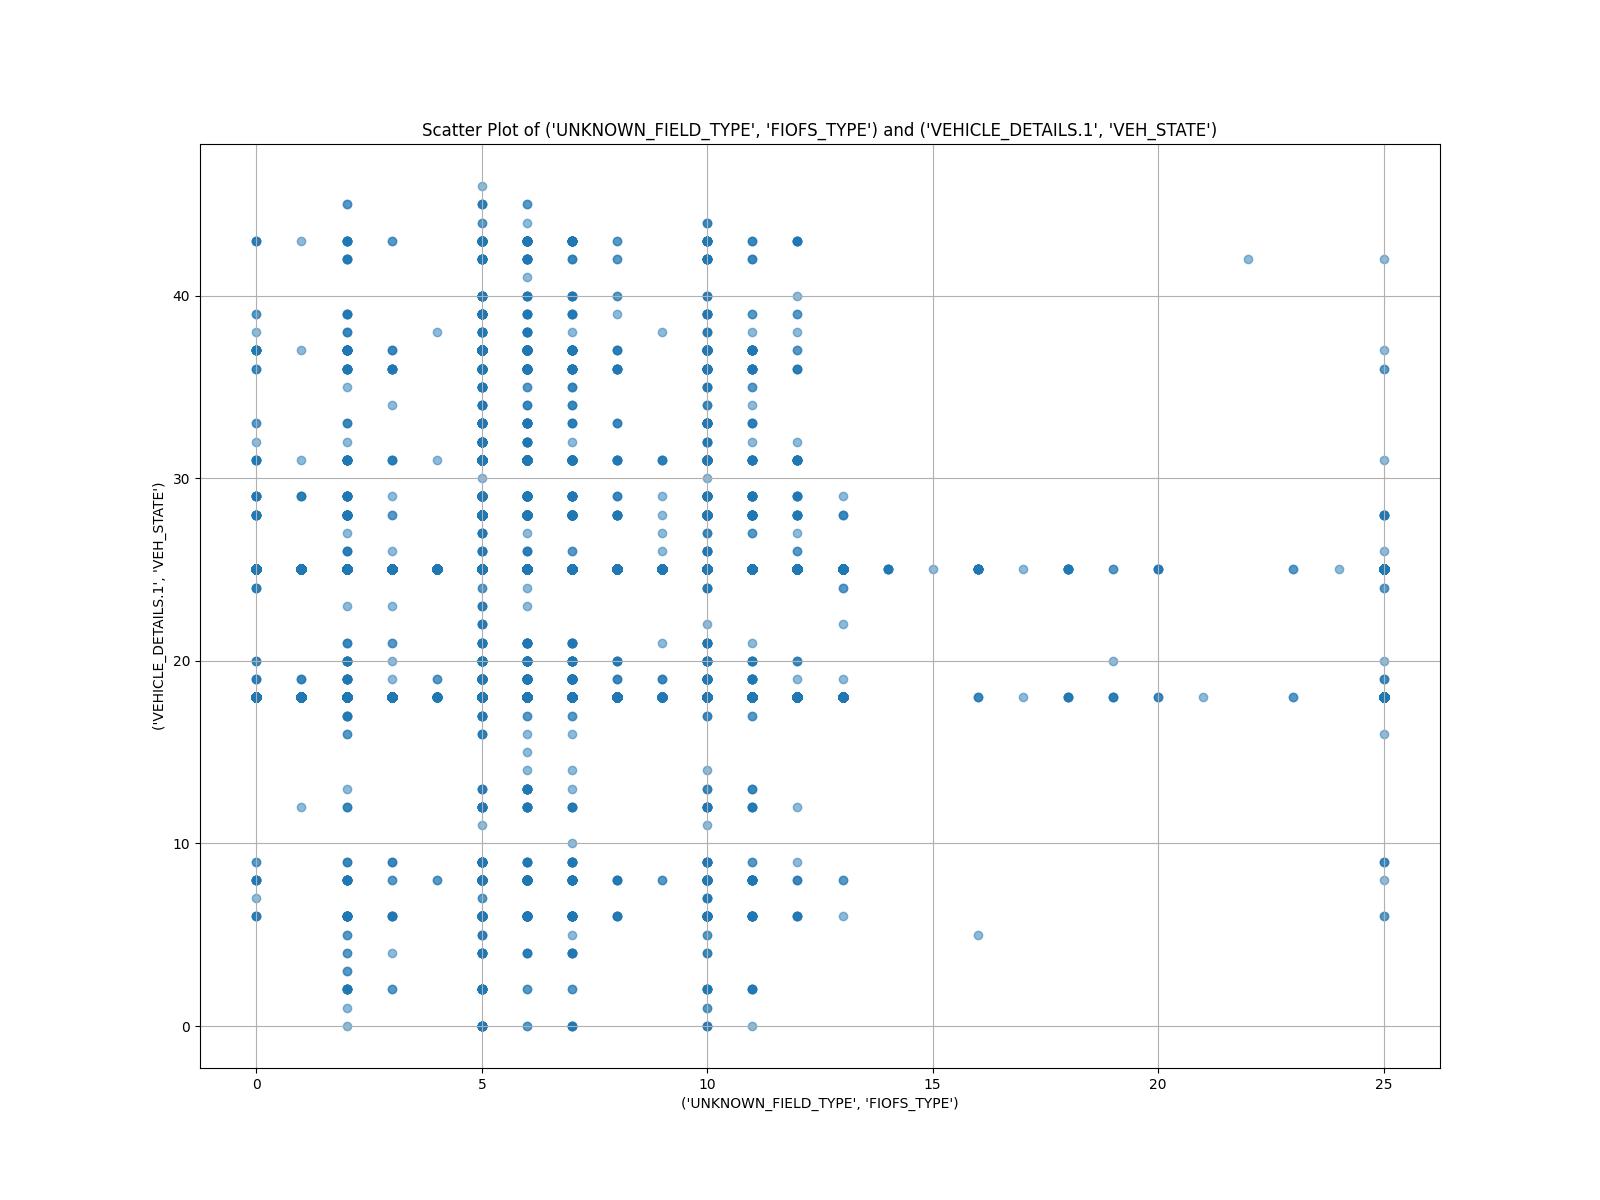 Scatter Plot of ('UNKNOWN_FIELD_TYPE', 'FIOFS_TYPE') and ('VEHICLE_DETAILS.1', 'VEH_STATE')
('VEHICLE_DETAILS.1', 'VEH_STATE')
40
30
20
10
0
0 5 10 15 20 25
('UNKNOWN_FIELD_TYPE', 'FIOFS_TYPE')